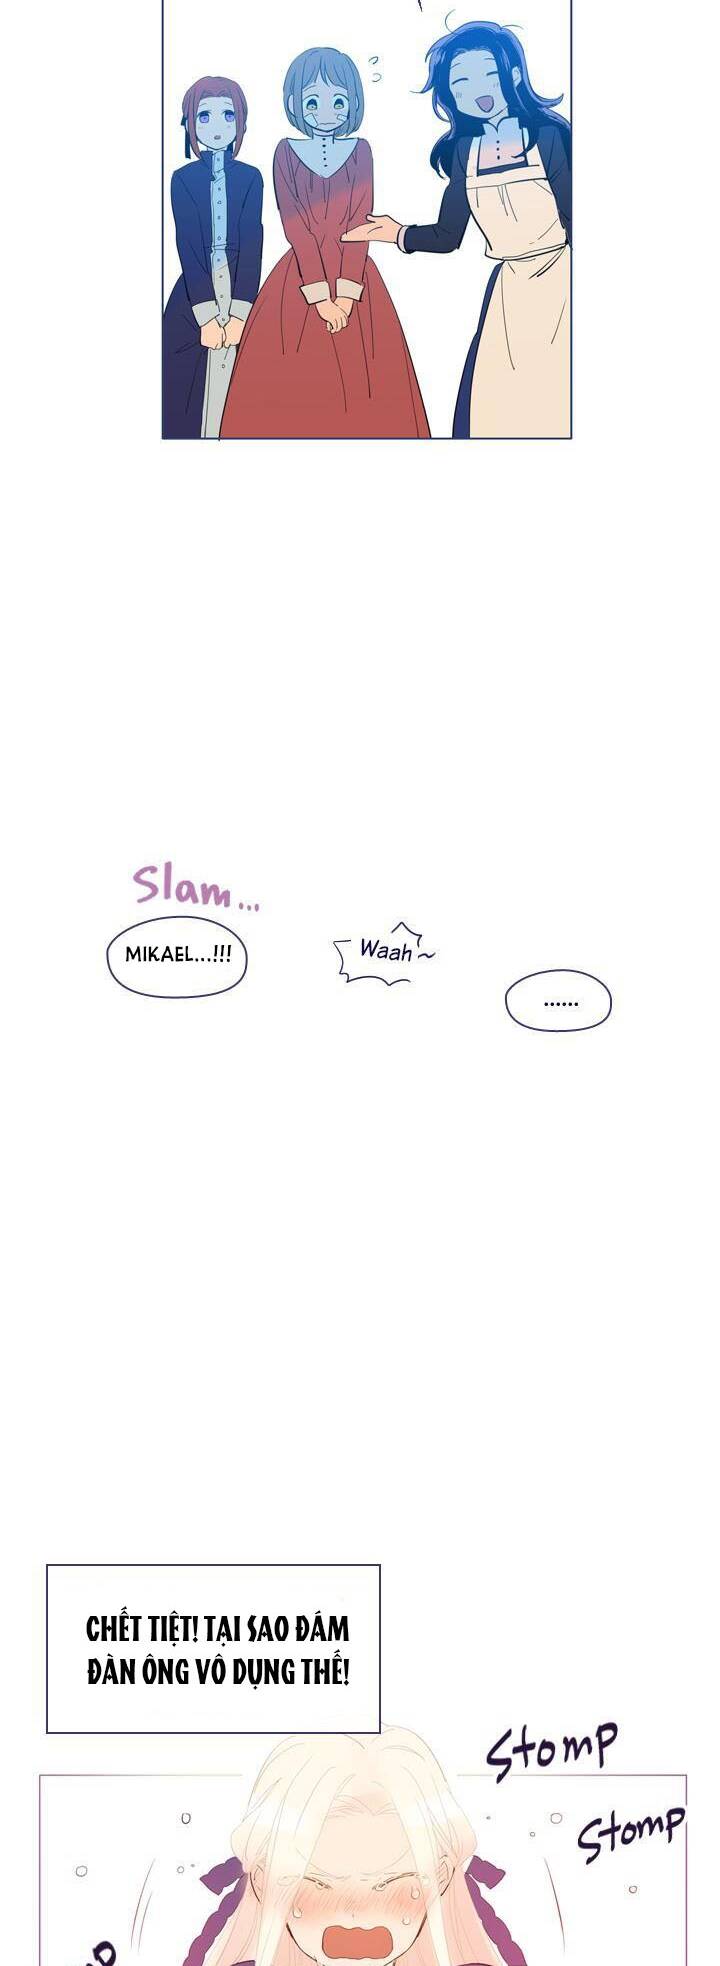 Slam...
MIKAEL...!!!
Waah~
......
CHẾT TIỆT! TẠI SAO ĐÁM
ĐÀN ÔNG VÔ DỤNG THẾ!
Stomp
Stomp